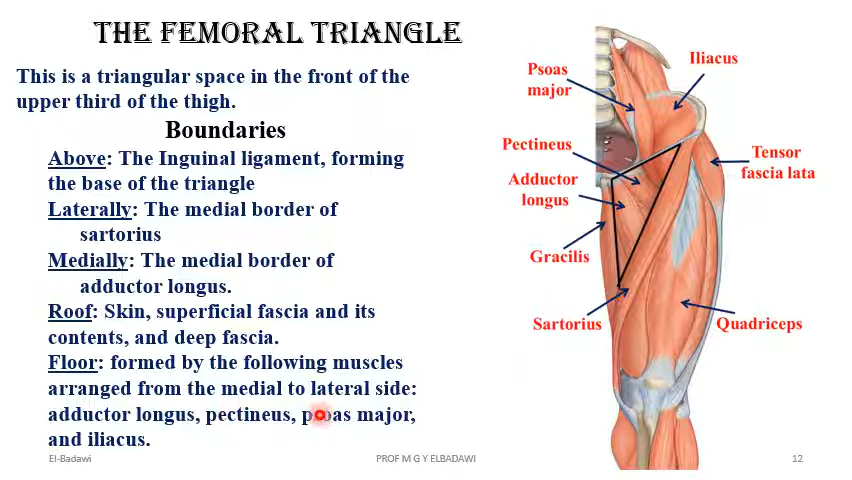 THE FEMORAL TRIANGLE
This is a triangular space in the front of the
upper third of the thigh.
Boundaries
Above: The Inguinal ligament, forming
the base of the triangle
Laterally: The medial border of
sartorius
Medially: The medial border of
adductor longus.
Roof: Skin, superficial fascia and its
contents, and deep fascia.
Floor: formed by the following muscles
arranged from the medial to lateral side:
adductor longus, pectineus, psoas major,
and iliacus.
Iliacus
Psoas
major
Pectineus
Tensor
fascia lata
Adductor
longus
Gracilis
Sartorius
Quadriceps
El-Badawi
PROF M G Y ELBADAWI
12